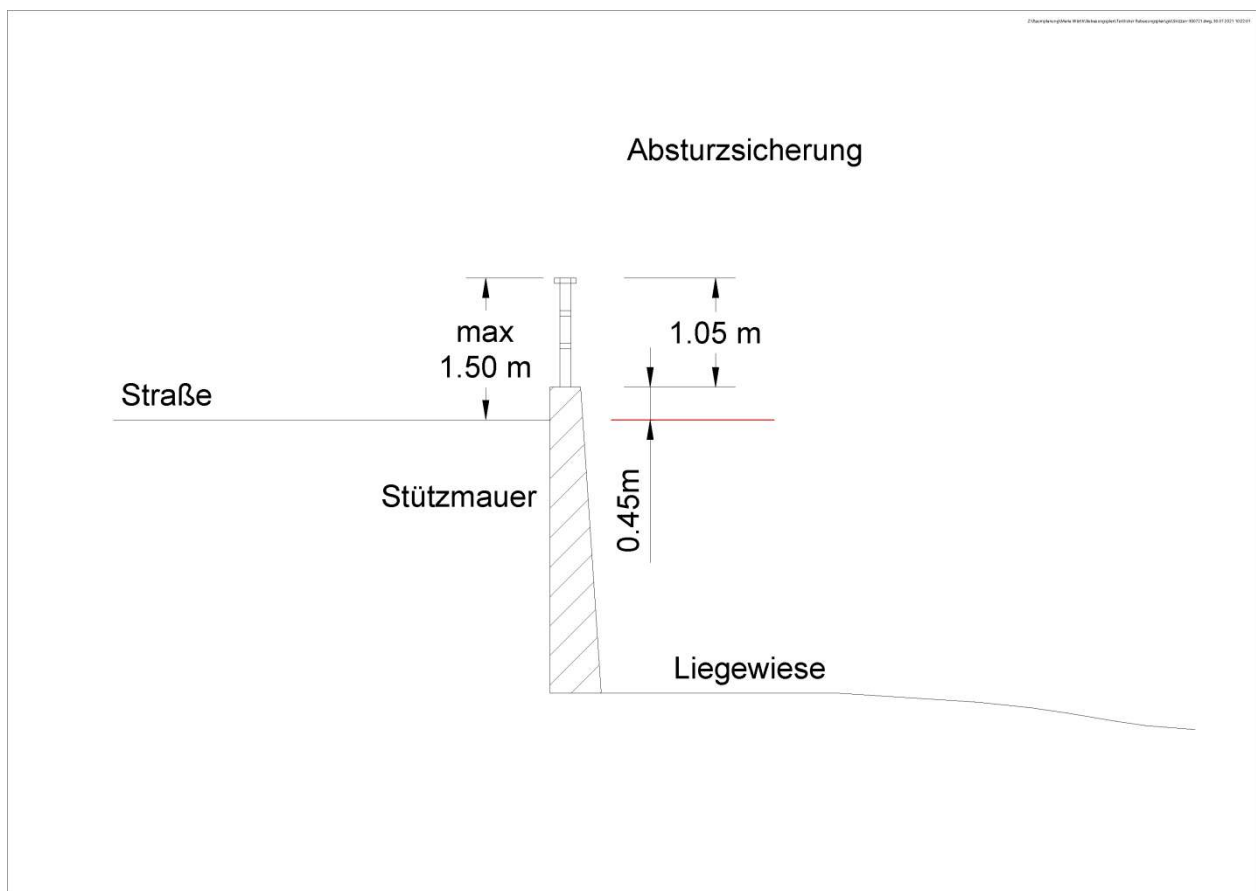 Absturzsicherung
max
1.50 m
1.05 m
Straße
Stützmauer
0.45m
Liegewiese